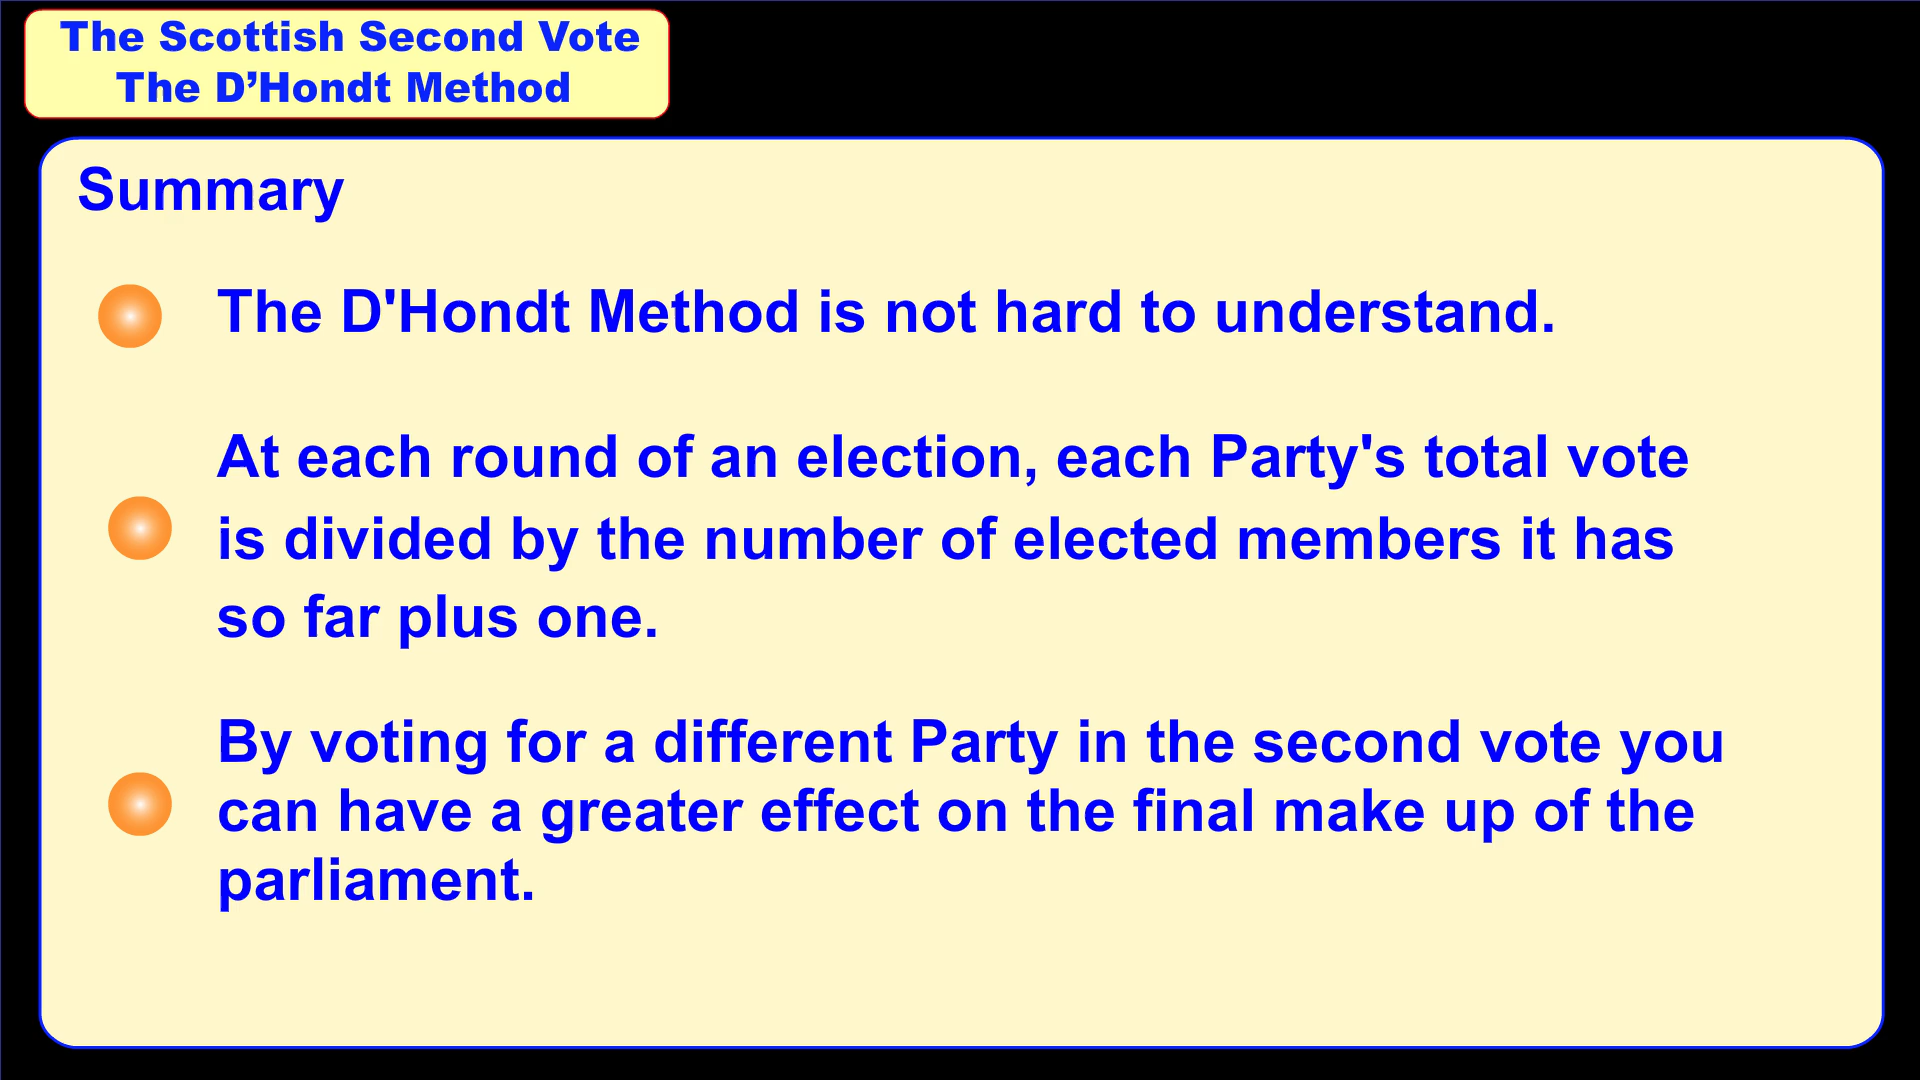 The Scottish Second Vote
The D’Hondt Method
Summary
The D'Hondt Method is not hard to understand.
At each round of an election, each Party's total vote
is divided by the number of elected members it has
so far plus one.
By voting for a different Party in the second vote you
can have a greater effect on the final make up of the
parliament.